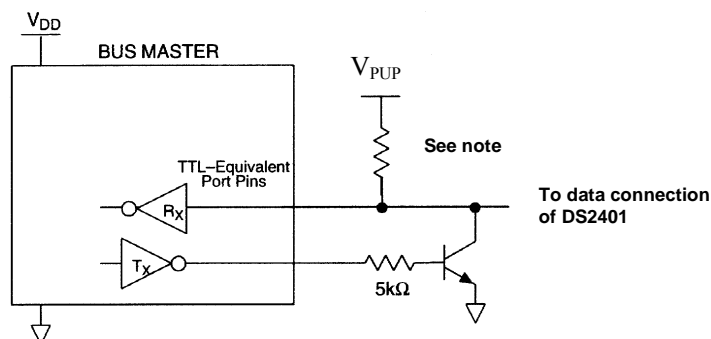 V_DD
BUS MASTER
V_PUP
See note
TTL–Equivalent
Port Pins
R_X
To data connection
of DS2401
T_X
5kΩ